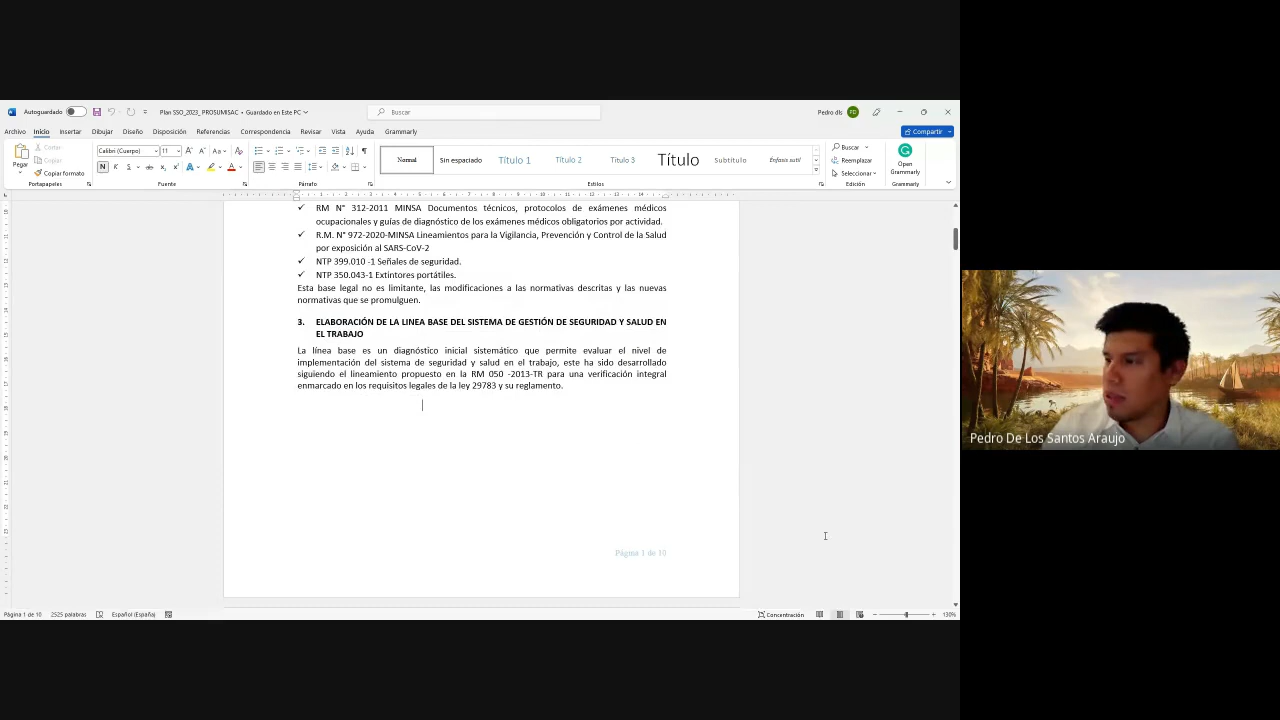 Autoguardado
Plan SSO_2023_ PROSUMISAC • Guardado en Este PC
Buscar
Pedro dls
PD
Archivo Inicio Insertar Dibujar Diseño Disposición Referencias Correspondencia Revisar Vista Ayuda Grammarly
Compartir
Pegar
Cortar
Copiar
Copiar formato
Portapapeles
Calibri (Cuerpo) 11
Fuente
Párrafo
Normal
Sin espaciado
Título 1
Título 2
Título 3
Título
Subtítulo
Énfasis sutil
Estilos
Buscar
Reemplazar
Seleccionar
Edición
Open Grammarly
Grammarly
✓ RM N° 312-2011 MINSA Documentos técnicos, protocolos de exámenes médicos
ocupacionales y guías de diagnóstico de los exámenes médicos obligatorios por actividad.
✓ R.M. N° 972-2020-MINSA Lineamientos para la Vigilancia, Prevención y Control de la Salud
por exposición al SARS-CoV-2
✓ NTP 399.010 -1 Señales de seguridad.
✓ NTP 350.043-1 Extintores portátiles.
Esta base legal no es limitante, las modificaciones a las normativas descritas y las nuevas
normativas que se promulguen.
3. ELABORACIÓN DE LA LINEA BASE DEL SISTEMA DE GESTIÓN DE SEGURIDAD Y SALUD EN
EL TRABAJO
La línea base es un diagnóstico inicial sistemático que permite evaluar el nivel de
implementación del sistema de seguridad y salud en el trabajo, este ha sido desarrollado
siguiendo el lineamiento propuesto en la RM 050 -2013-TR para una verificación integral
enmarcado en los requisitos legales de la ley 29783 y su reglamento.
Página 1 de 10
Página 1 de 10 2525 palabras Español (España)
Concentración
130%
Pedro De Los Santos Araujo